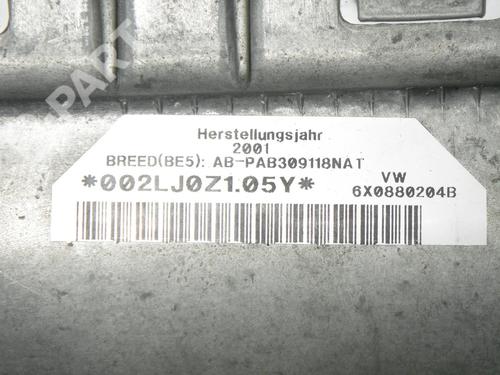 PART
Herstellungsjahr
2001
BREED(BE5): AB-PAB309118NAT
*002LJ0Z1.05Y*
VW
6X0880204B